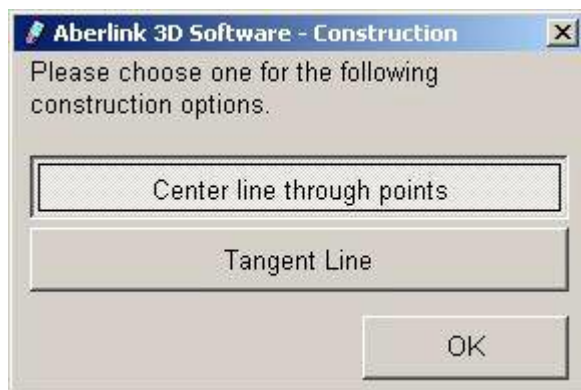 Aberlink 3D Software - Construction
Please choose one for the following
construction options.
Center line through points
Tangent Line
OK